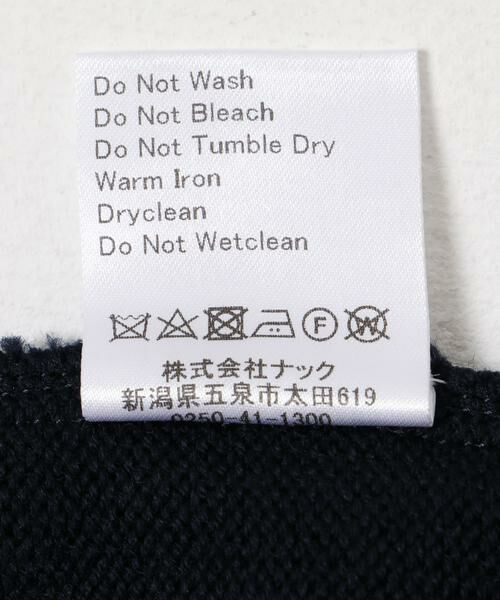 Do Not Wash
Do Not Bleach
Do Not Tumble Dry
Warm Iron
Dryclean
Do Not Wetclean
F W
株式会社ナック
新潟県五泉市太田619
0250-41-1300